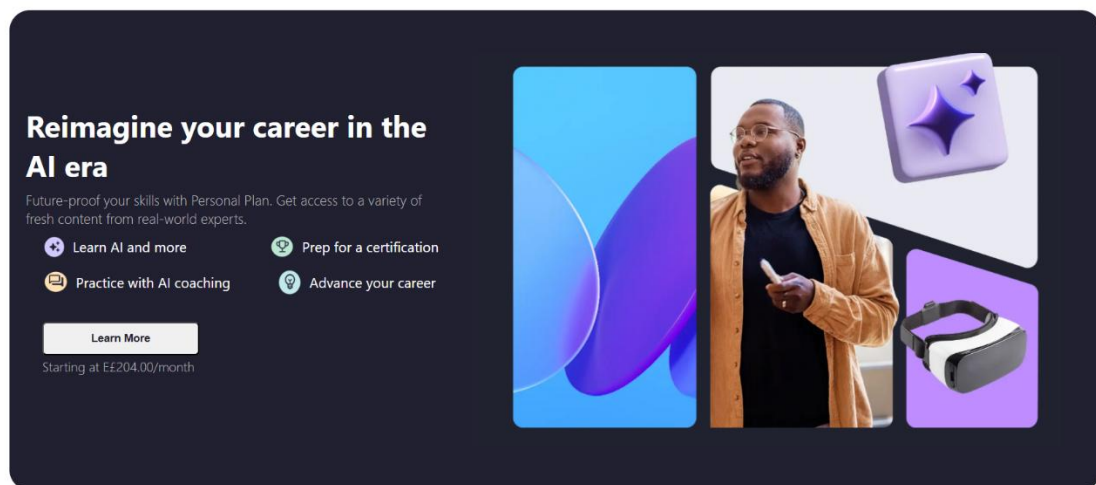 Reimagine your career in the
AI era
Future-proof your skills with Personal Plan. Get access to a variety of
fresh content from real-world experts.
Learn AI and more
Prep for a certification
Practice with AI coaching
Advance your career
Learn More
Starting at E£204.00/month